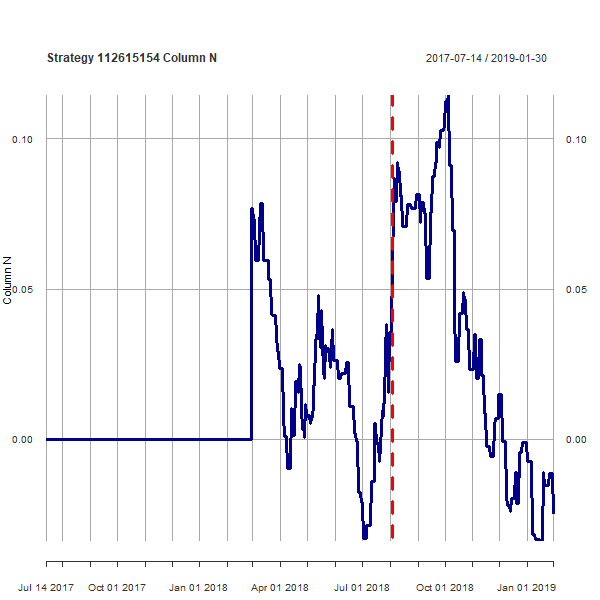 Strategy 112615154 Column N
2017-07-14 / 2019-01-30
0.10
0.10
Column N
0.05
0.05
0.00
0.00
Jul 14 2017
Oct 01 2017
Jan 01 2018
Apr 01 2018
Jul 01 2018
Oct 01 2018
Jan 01 2019